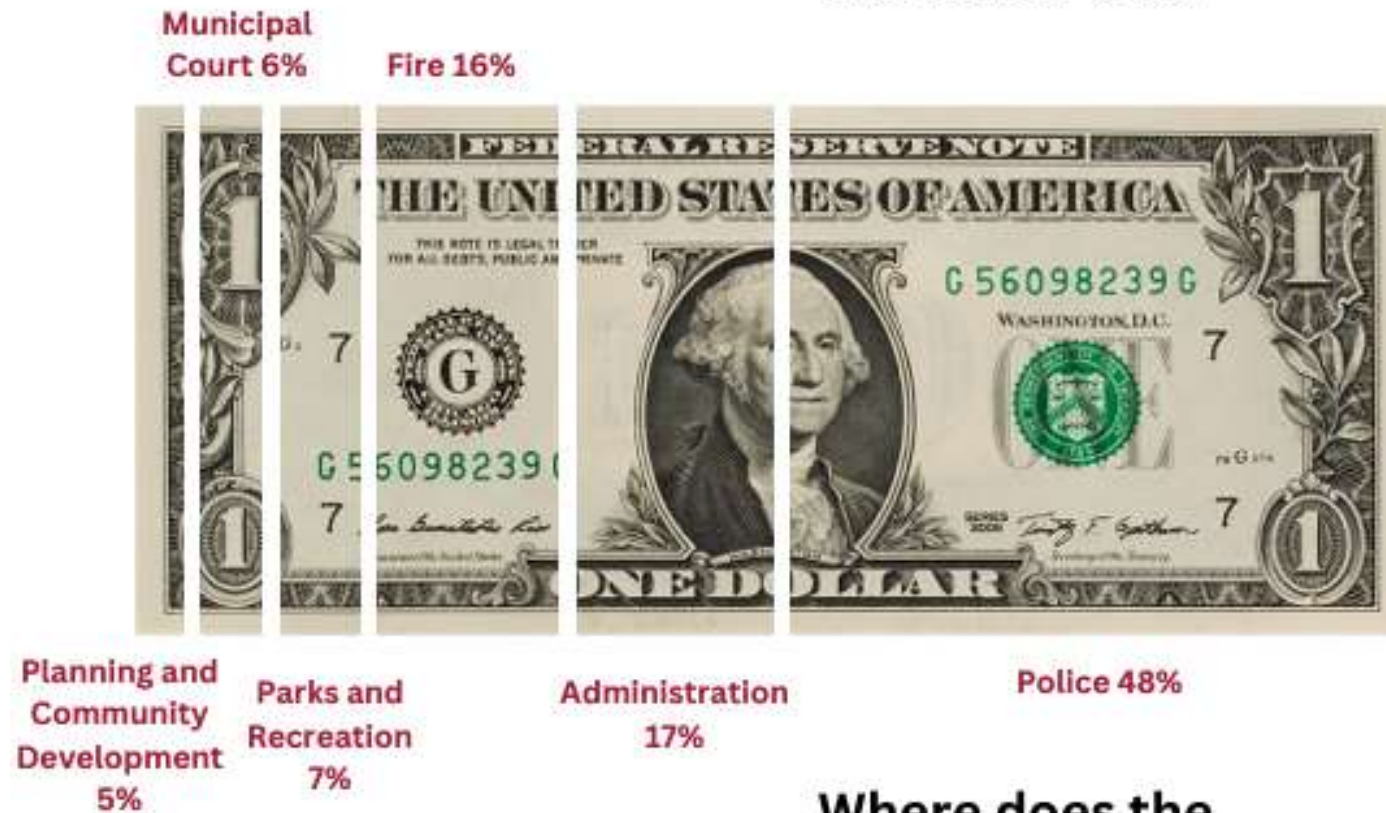 Municipal
Court 6%
Fire 16%
FEDERAL RESERVE NOTE
THE UNITED STATES OF AMERICA
THIS NOTE IS LEGAL TENDER
FOR ALL DEBTS, PUBLIC AND PRIVATE
G 56098239 G
WASHINGTON, D.C.
7
7
G
G 56098239 G
7
7
SERIES
2009
1
1
1
1
ONE DOLLAR
Planning and
Community
Development
5%
Parks and
Recreation
7%
Administration
17%
Police 48%
Where does the